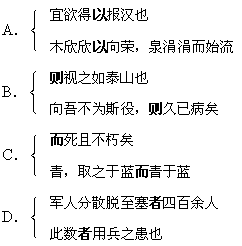 A. 宜欲得以报汉也
木欣欣以向荣，泉涓涓而始流
B. 则视之如泰山也
向吾不为斯役，则久已病矣
C. 而死且不朽矣
青，取之于蓝而青于蓝
D. 军人分散脱至塞者四百余人
此数者用兵之患也